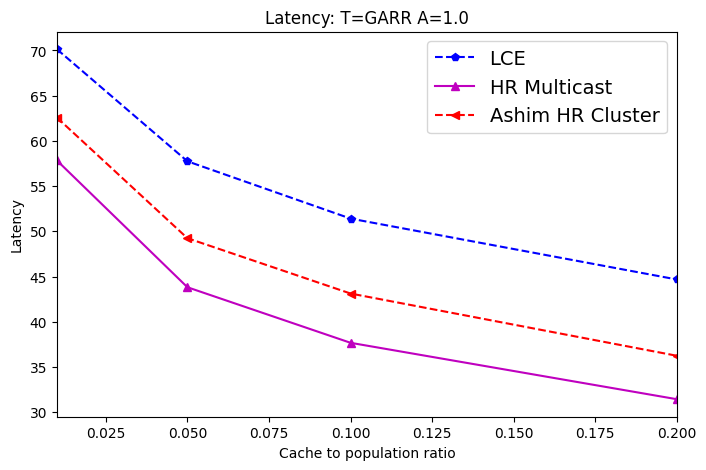 Latency: T=GARR A=1.0
LCE
HR Multicast
Ashim HR Cluster
70
65
60
55
50
45
40
35
30
Latency
0.025 0.050 0.075 0.100 0.125 0.150 0.175 0.200
Cache to population ratio